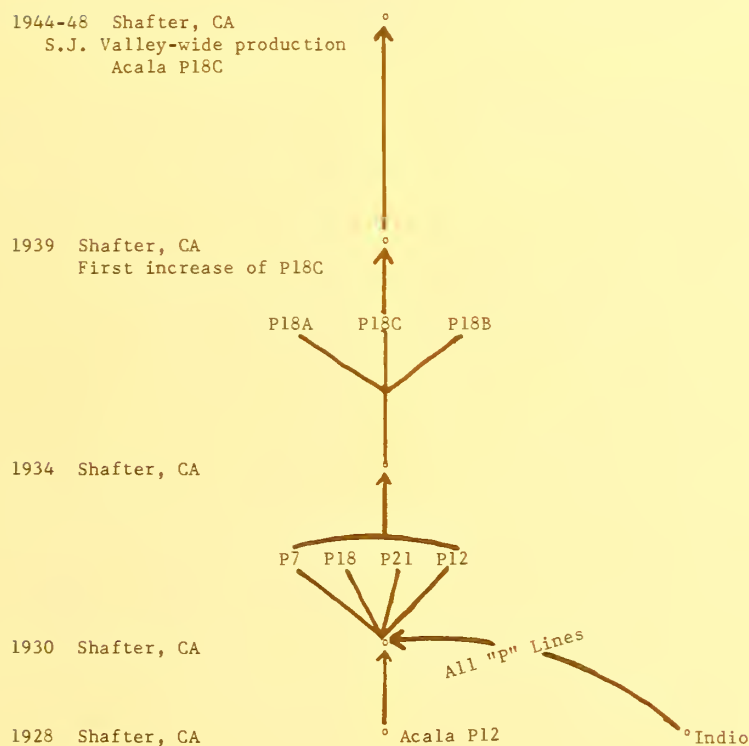 1944-48 Shafter, CA
S.J. Valley-wide production
Acala P18C
1939 Shafter, CA
First increase of P18C
P18A P18C P18B
1934 Shafter, CA
P7 P18 P21 P12
1930 Shafter, CA
All "P" Lines
1928 Shafter, CA
Acala P12
Indio